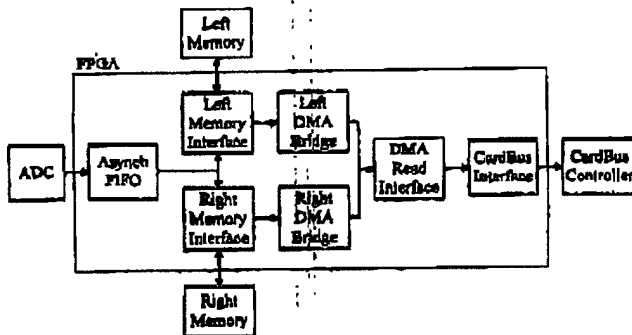 Left
Memory
FPGA
Left
Memory
Interface
Left
DMA
Bridge
ADC
Asynch
FIFO
DMA
Read
Interface
CardBus
Interface
CardBus
Controller
Right
Memory
Interface
Right
DMA
Bridge
Right
Memory